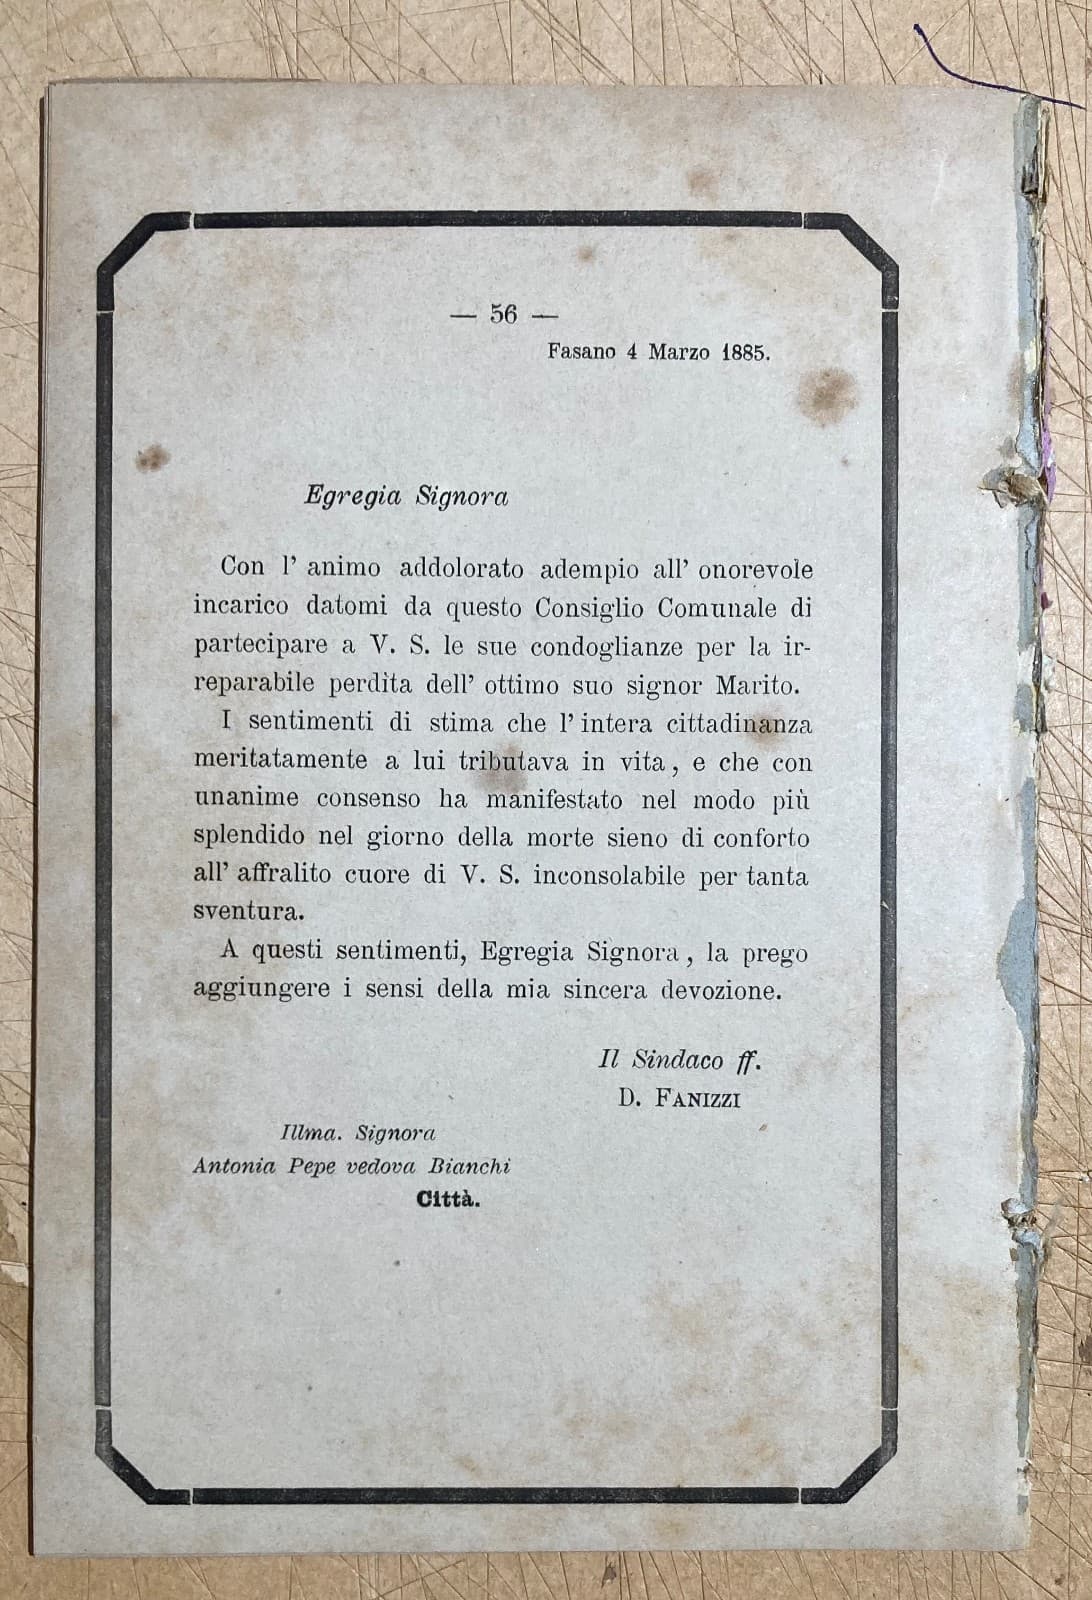 — 56 —
Fasano 4 Marzo 1885.
Egregia Signora
Con l' animo addolorato adempio all' onorevole
incarico datomi da questo Consiglio Comunale di
partecipare a V. S. le sue condoglianze per la ir-
reparabile perdita dell' ottimo suo signor Marito.
I sentimenti di stima che l' intera cittadinanza
meritatamente a lui tributava in vita, e che con
unanime consenso ha manifestato nel modo più
splendido nel giorno della morte sieno di conforto
all' affralito cuore di V. S. inconsolabile per tanta
sventura.
A questi sentimenti, Egregia Signora, la prego
aggiungere i sensi della mia sincera devozione.
Il Sindaco ff.
D. FANIZZI
Illma. Signora
Antonia Pepe vedova Bianchi
Città.